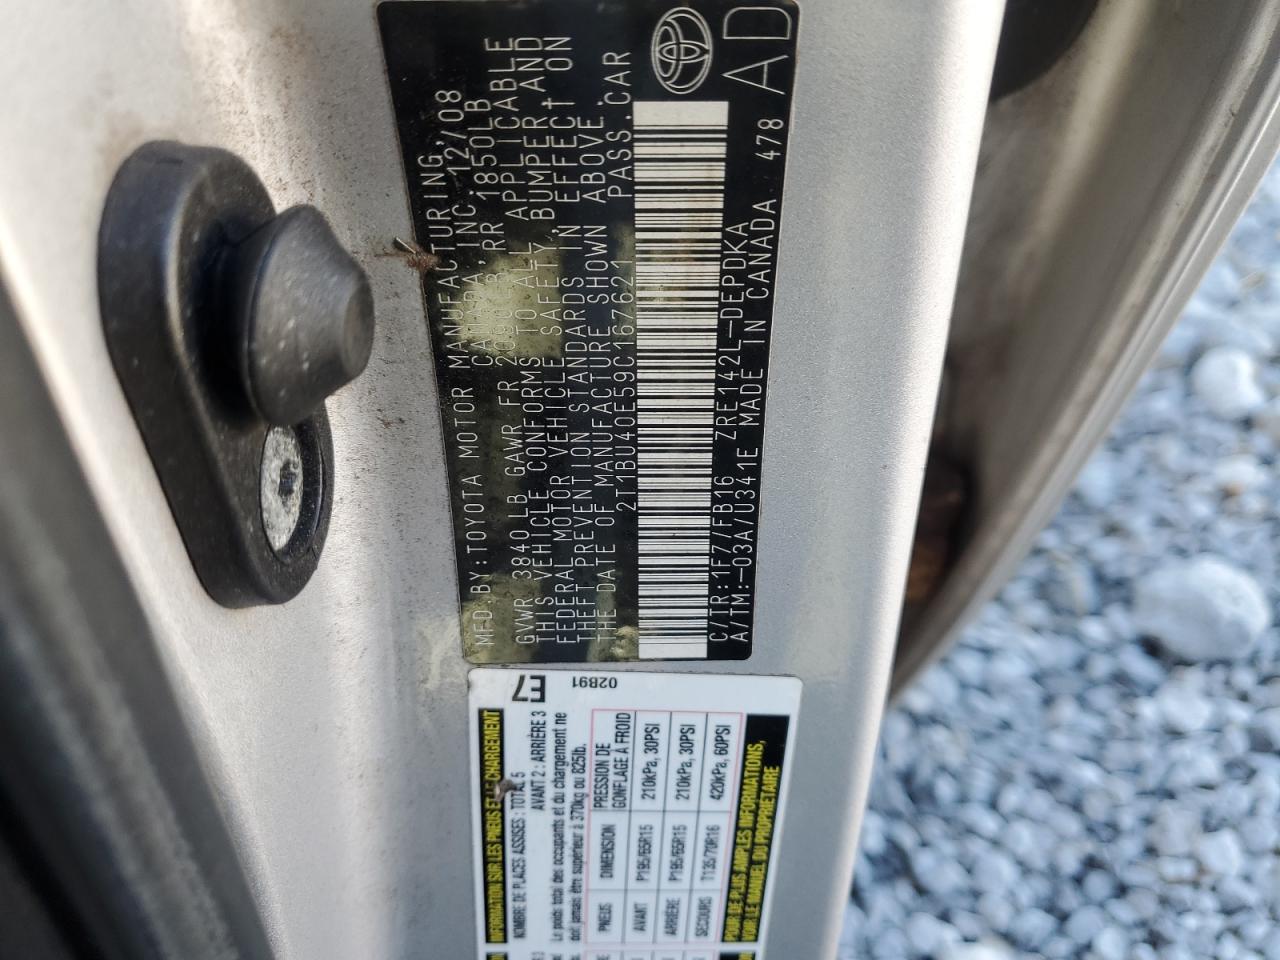 MFD.BY:TOYOTA MOTOR MANUFACTURING,
CANADA,INC. 12/08
GVWR 3840LB GAWR FR 2090LB RR 1850LB
THIS VEHICLE CONFORMS TO ALL APPLICABLE
FEDERAL MOTOR VEHICLE SAFETY, BUMPER, AND
THEFT PREVENTION STANDARDS IN EFFECT ON
THE DATE OF MANUFACTURE SHOWN ABOVE.
2T1BU40E59C167621 PASS.CAR
C/TR:1F7/FB16 ZRE142L-DEPDKA
A/TM:-03A/U341E MADE IN CANADA 478
AD
E7
02B91
INFORMATION SUR LES PNEUS ET LE CHARGEMENT
NOMBRE DE PLACES ASSISES : TOTAL 5
AVANT 2 : ARRIÈRE 3
Le poids total des occupants et du chargement ne
doit jamais être supérieur à 370kg ou 825lb.
PNEUS DIMENSION PRESSION DE GONFLAGE À FROID
AVANT P195/65R15 210kPa, 30PSI
ARRIÈRE P195/65R15 210kPa, 30PSI
SECOURS T135/70R16 420kPa, 60PSI
POUR DE PLUS AMPLES INFORMATIONS,
VOIR LE MANUEL DU PROPRIÉTAIRE